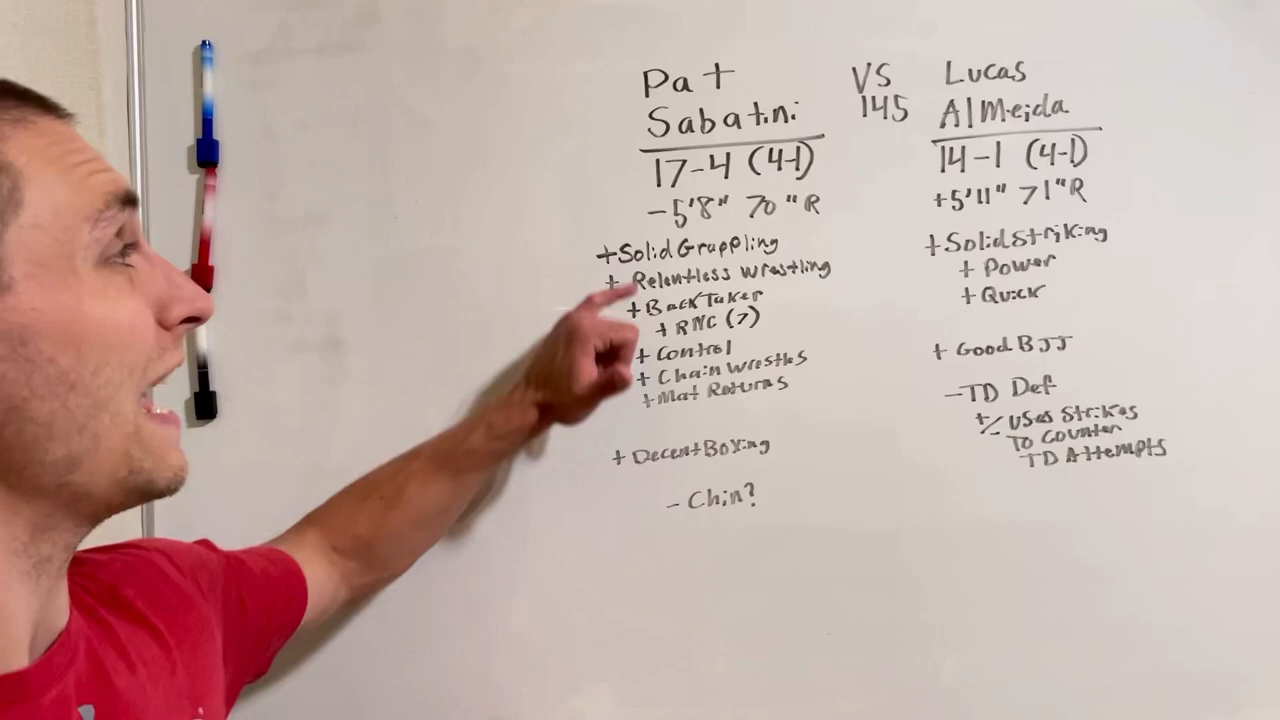 Pat
Sabatini
17-4 (4-1)
-5'8" 70"R
+Solid Grappling
+ Relentless Wrestling
+Back Taker
+ RNC (7)
+ Control
+ Chain Wrestles
+Mat Returns
+ Decent Boxing
- Chin?
VS
145
Lucas
Almeida
14-1 (4-1)
+5'11" 71"R
+Solid Striking
+ Power
+ Quick
+ Good BJJ
-TD Def
+/- Uses Strikes
To Counter
TD Attempts